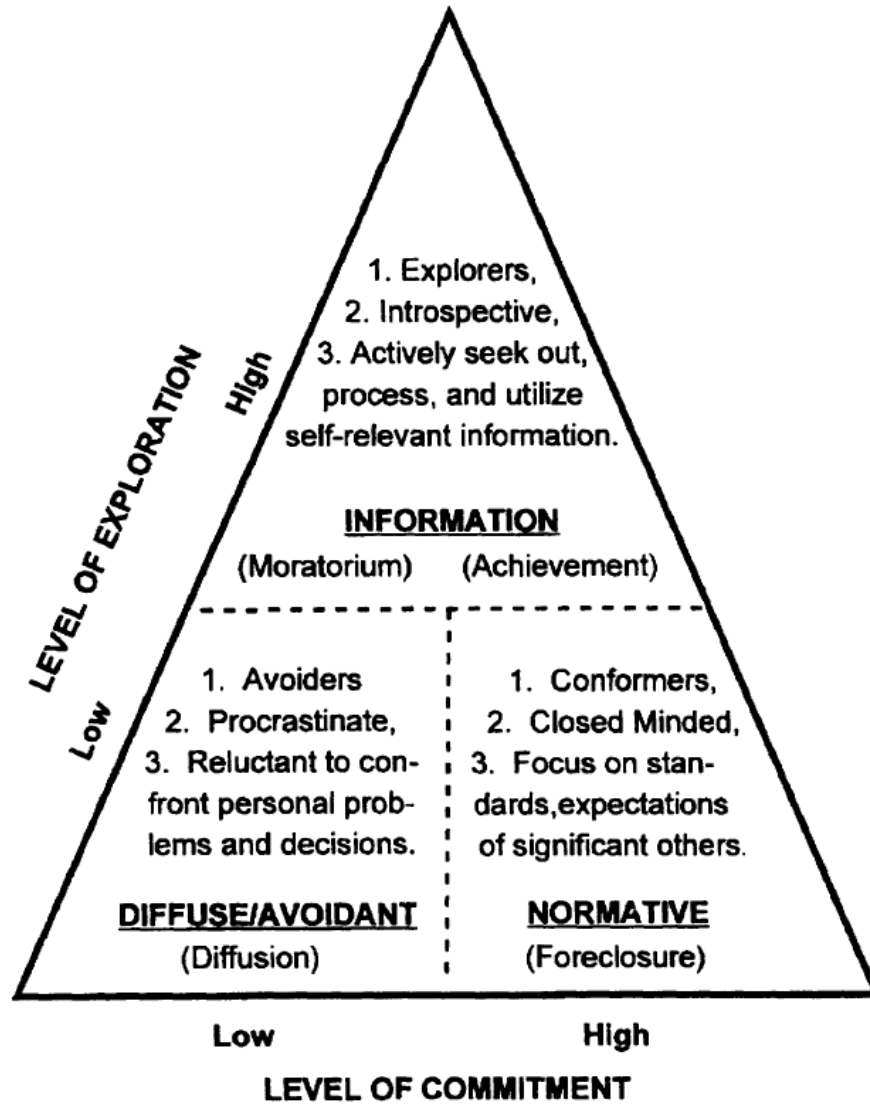 1. Explorers,
2. Introspective,
3. Actively seek out,
process, and utilize
self-relevant information.
INFORMATION
(Moratorium) (Achievement)
LEVEL OF EXPLORATION
High
Low
1. Avoiders
2. Procrastinate,
3. Reluctant to con-
front personal prob-
lems and decisions.
DIFFUSE/AVOIDANT
(Diffusion)
1. Conformers,
2. Closed Minded,
3. Focus on stan-
dards,expectations
of significant others.
NORMATIVE
(Foreclosure)
Low High
LEVEL OF COMMITMENT